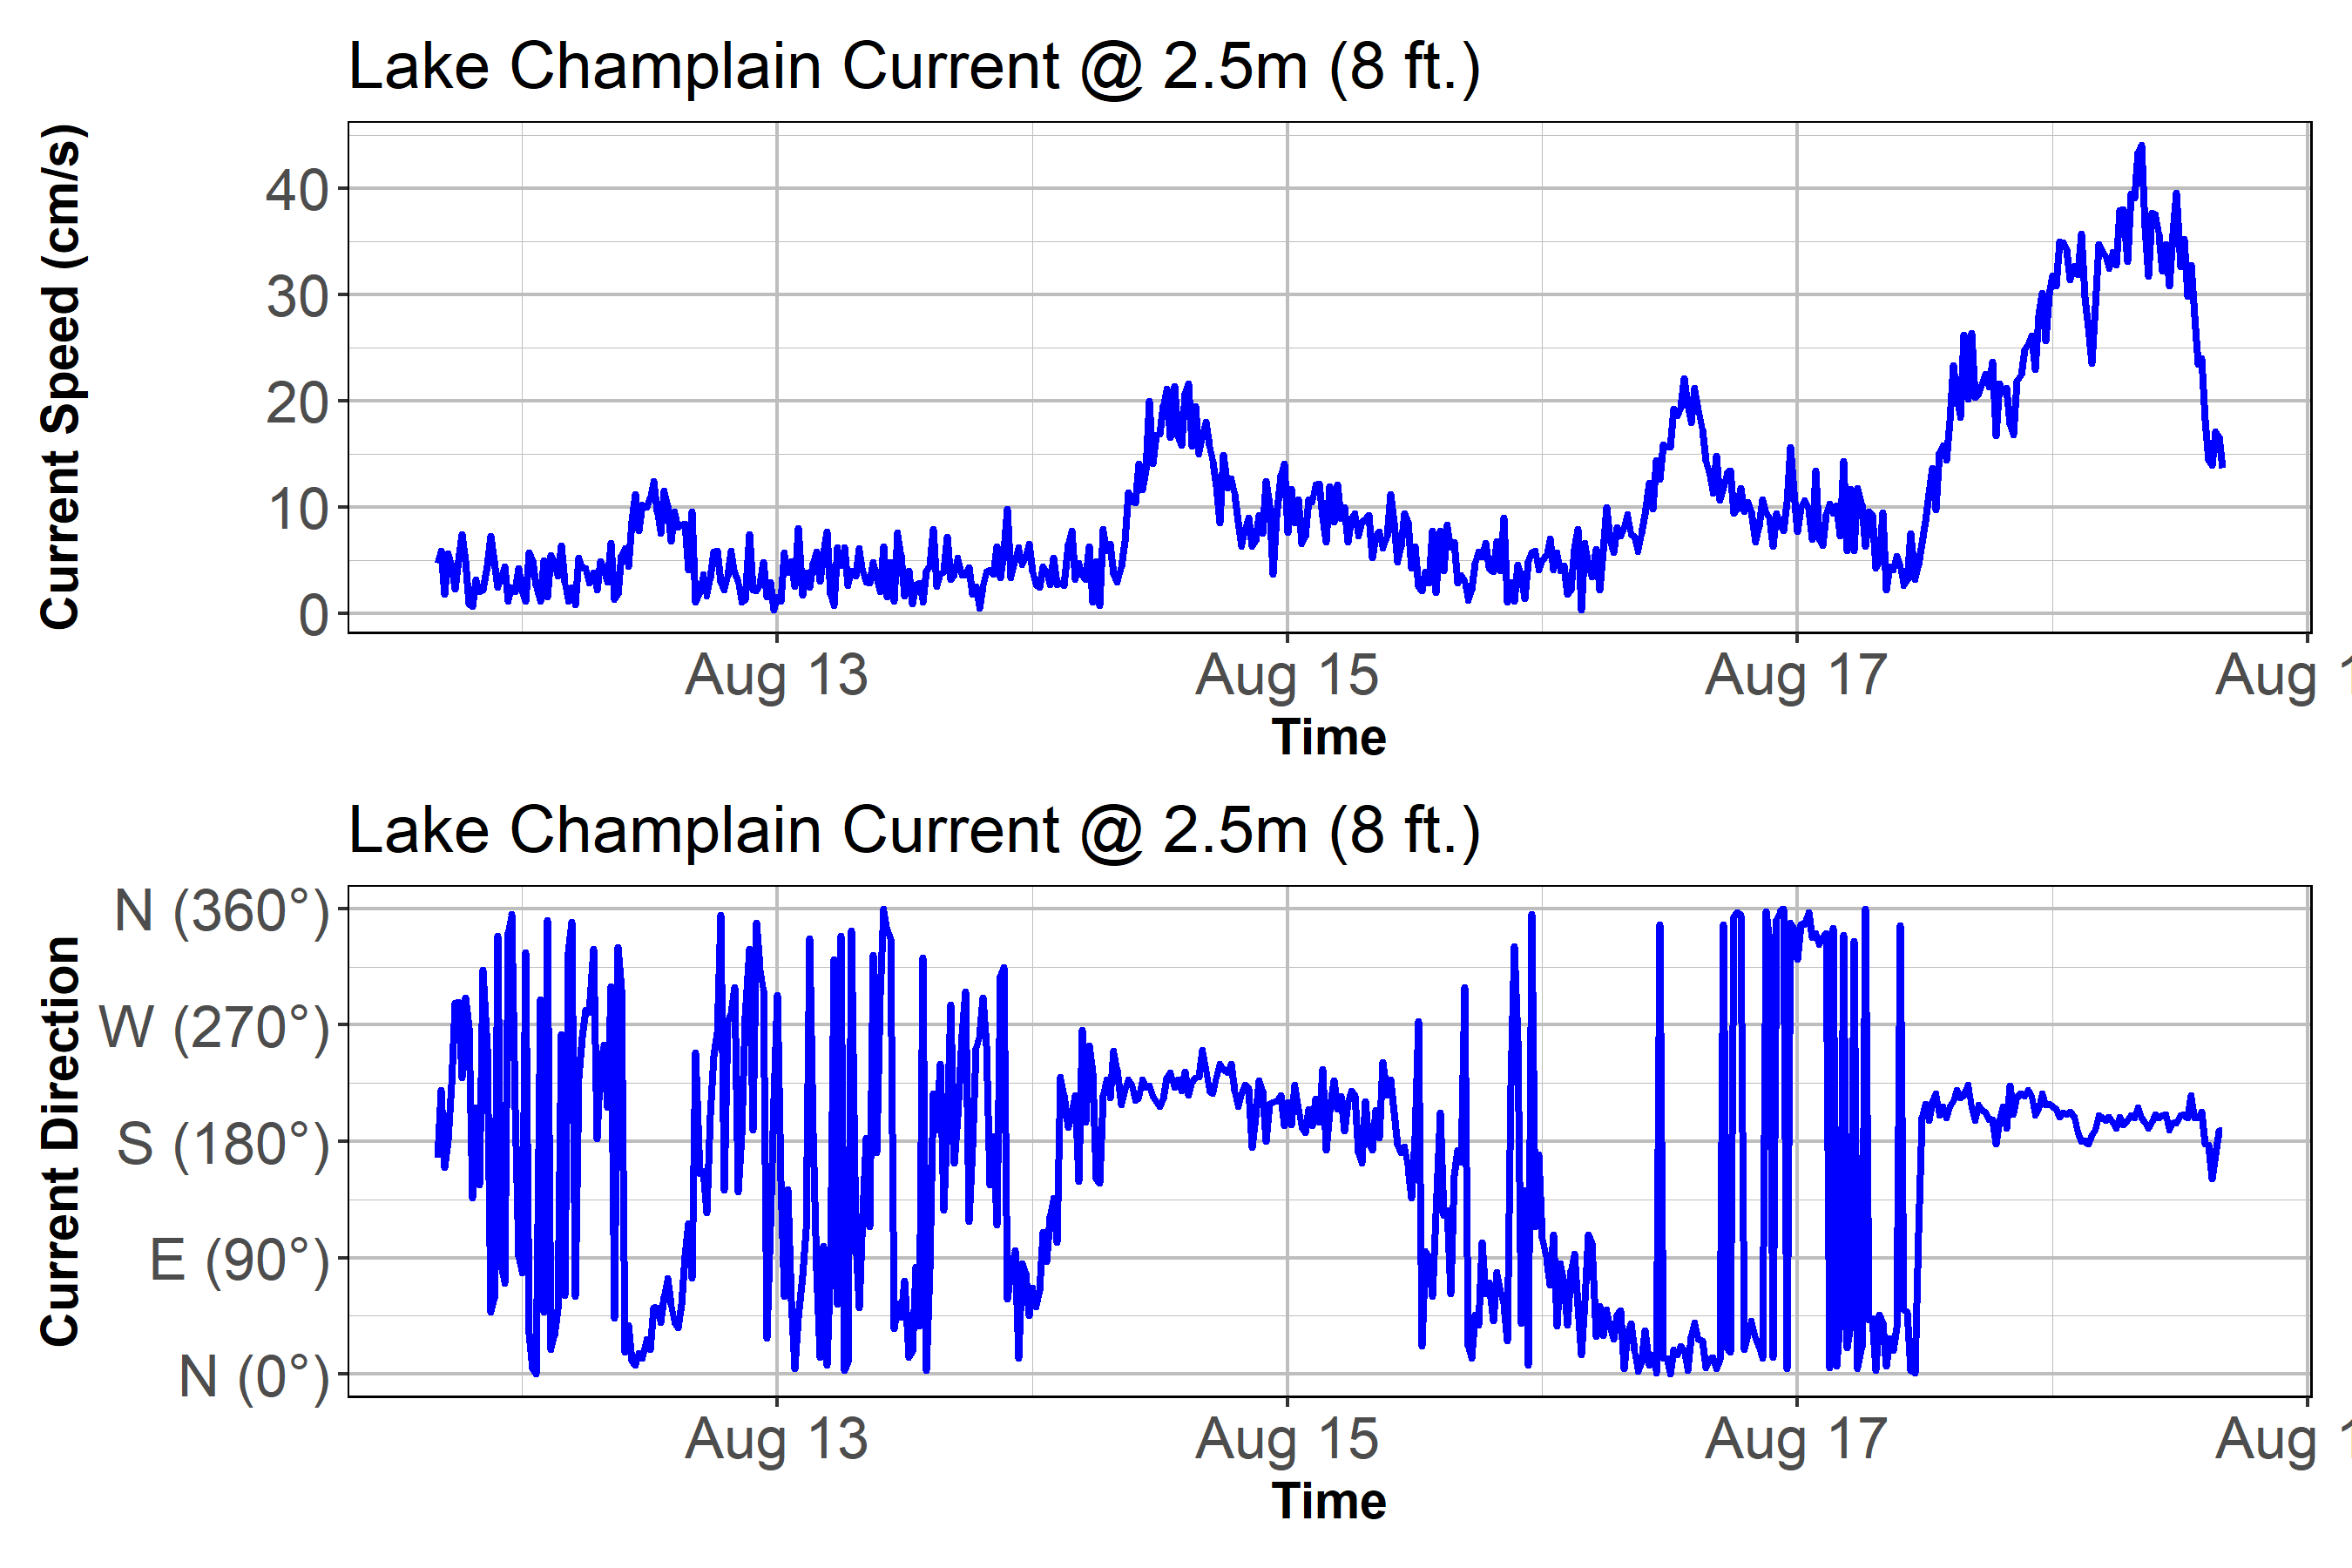 Lake Champlain Current @ 2.5m (8 ft.)
Current Speed (cm/s)
40
30
20
10
0
Aug 13
Aug 15
Aug 17
Aug 1
Time
Lake Champlain Current @ 2.5m (8 ft.)
Current Direction
N (360°)
W (270°)
S (180°)
E (90°)
N (0°)
Aug 13
Aug 15
Aug 17
Aug 1
Time